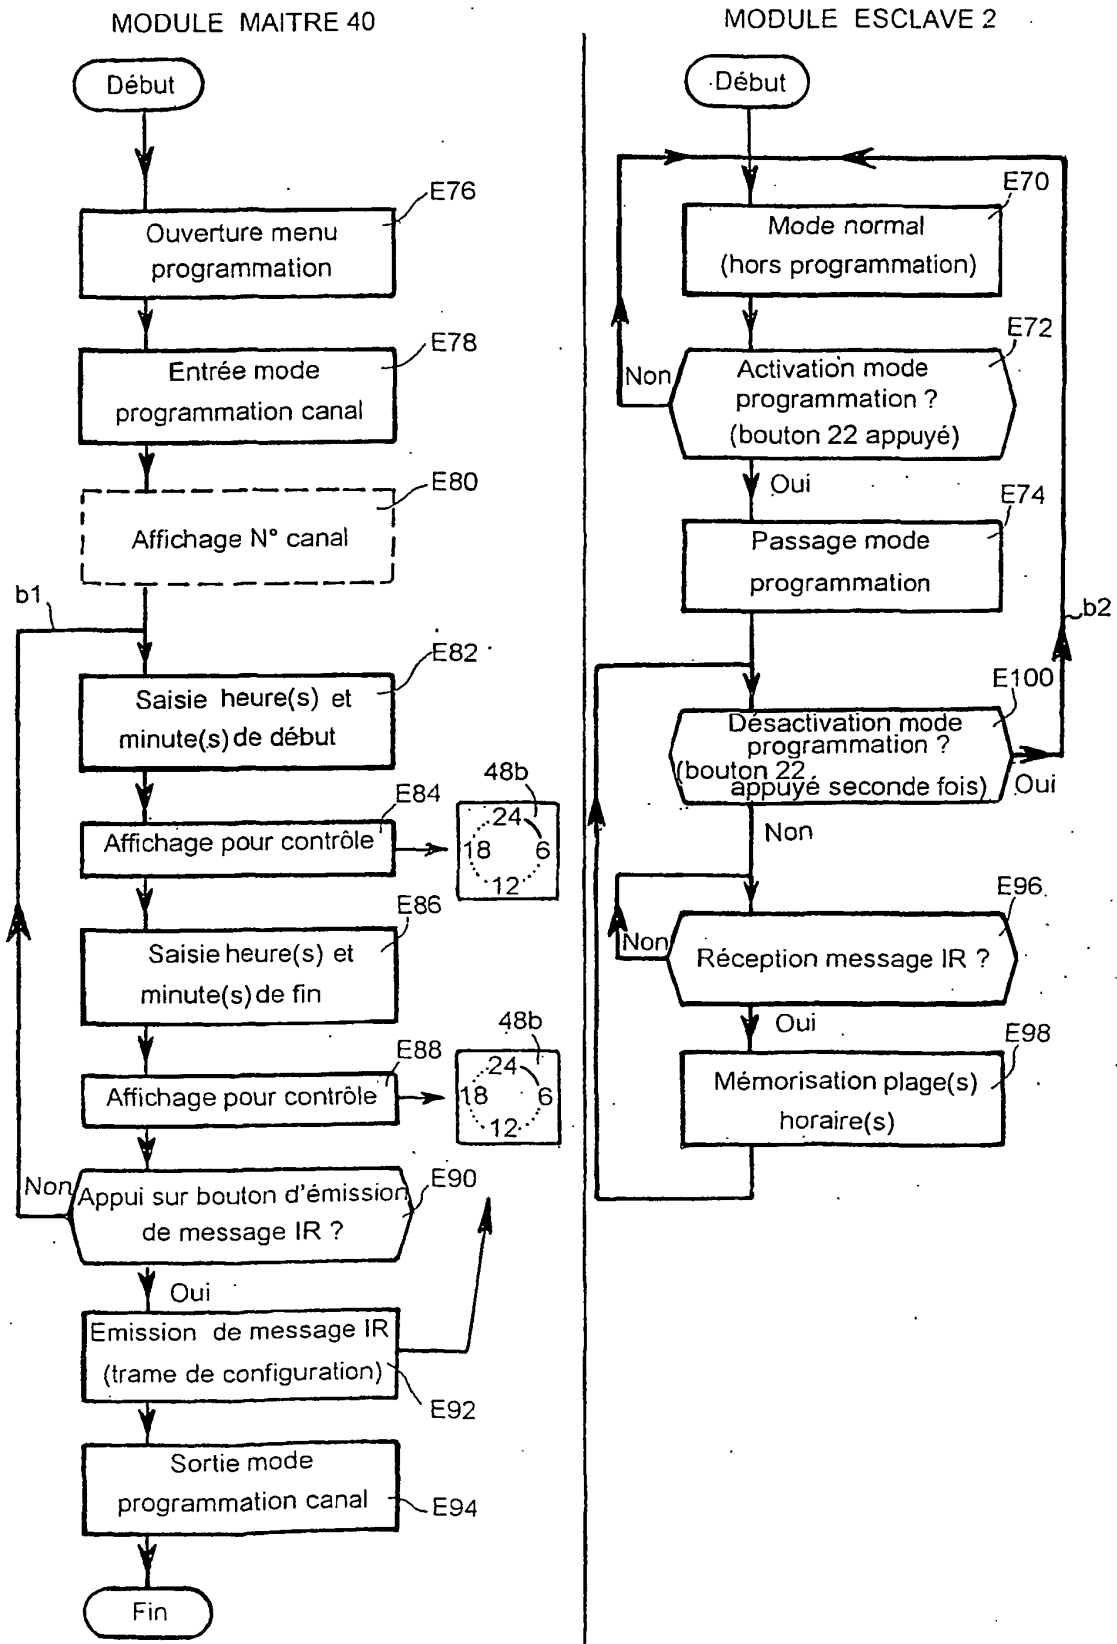 MODULE MAITRE 40
Début
E76
Ouverture menu
programmation
E78
Entrée mode
programmation canal
E80
Affichage N° canal
b1
E82
Saisie heure(s) et
minute(s) de début
E84
Affichage pour contrôle
48b
24
18
6
12
E86
Saisie heure(s) et
minute(s) de fin
E88
Affichage pour contrôle
48b
24
18
6
12
E90
Non
Appui sur bouton d'émission
de message IR ?
Oui
Emission de message IR
(trame de configuration)
E92
Sortie mode
programmation canal
E94
Fin
MODULE ESCLAVE 2
Début
E70
Mode normal
(hors programmation)
E72
Non
Activation mode
programmation ?
(bouton 22 appuyé)
Oui
E74
Passage mode
programmation
b2
E100
Désactivation mode
programmation ?
(bouton 22
appuyé seconde fois)
Oui
Non
E96
Non
Réception message IR ?
Oui
E98
Mémorisation plage(s)
horaire(s)